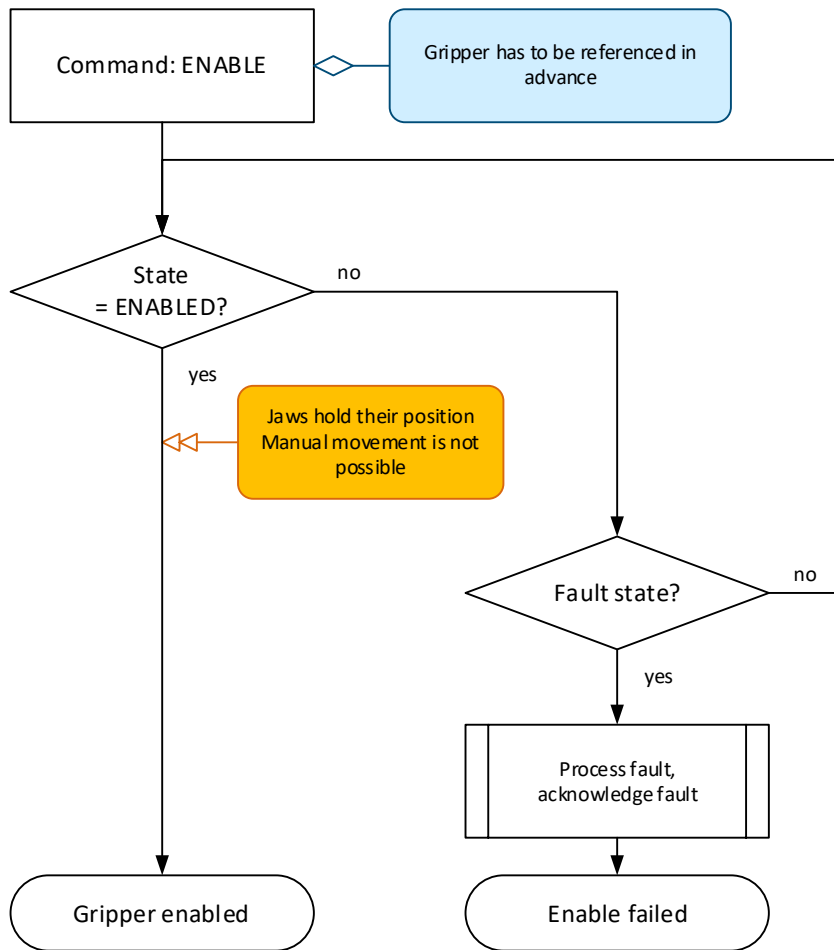 Command: ENABLE
Gripper has to be referenced in
advance
State
= ENABLED?
no
yes
Jaws hold their position
Manual movement is not
possible
Fault state?
no
yes
Process fault,
acknowledge fault
Gripper enabled
Enable failed